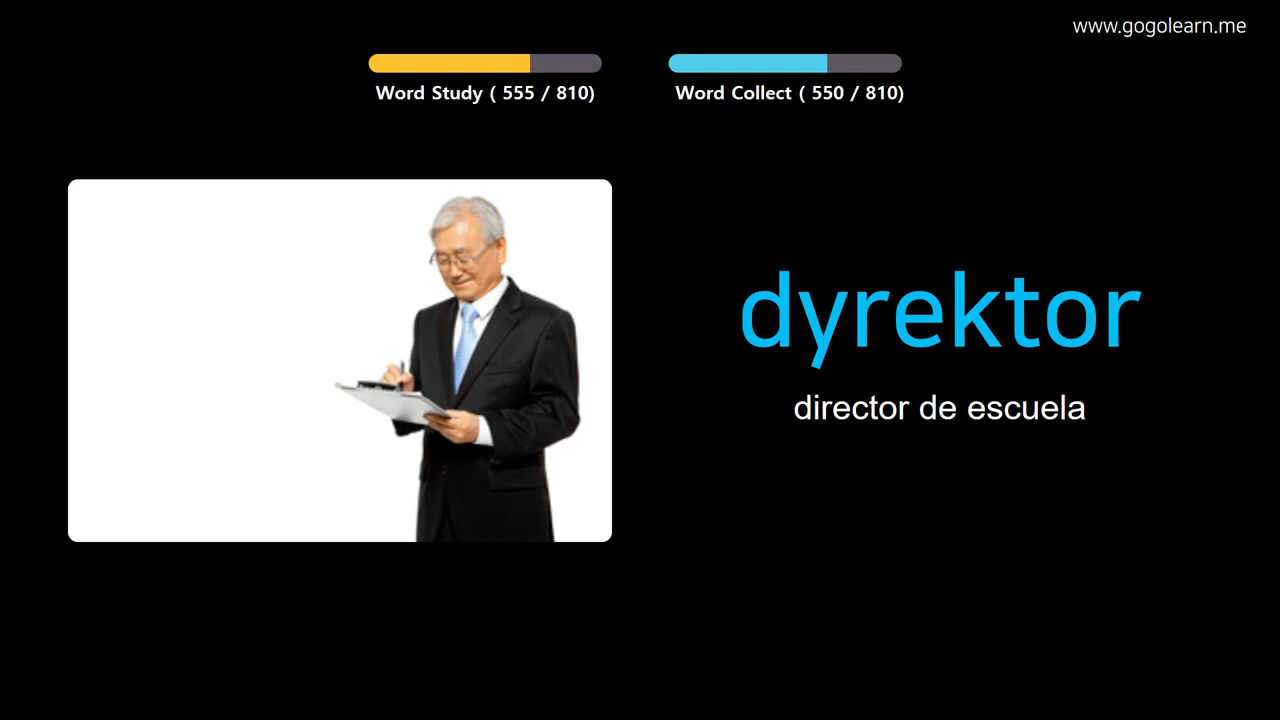 www.gogolearn.me
Word Study ( 555 / 810)
Word Collect ( 550 / 810)
dyrektor
director de escuela